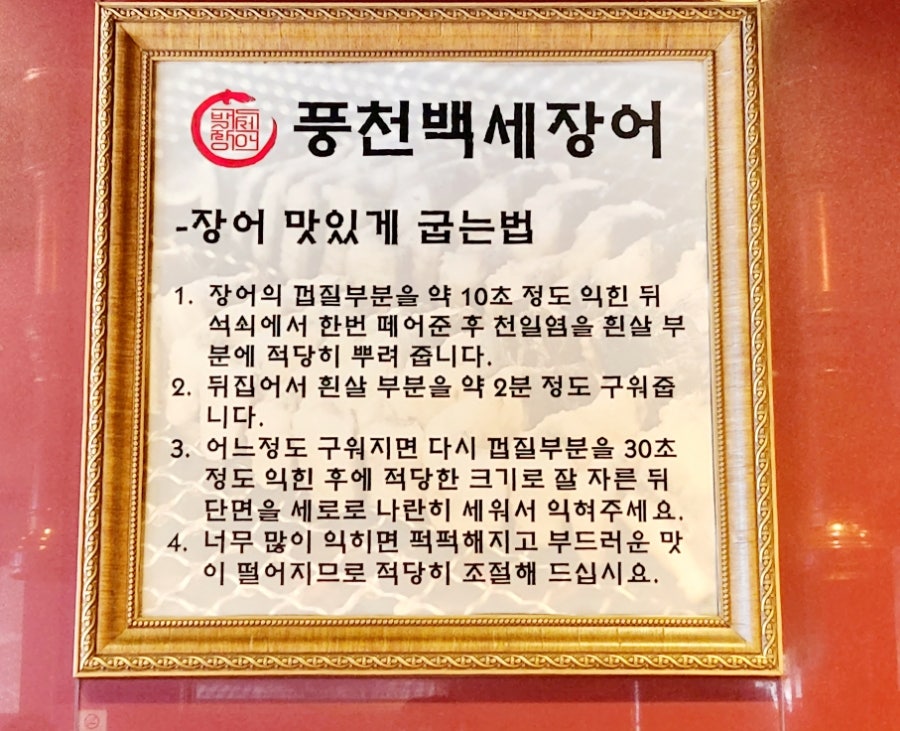 풍천백세장어
-장어 맛있게 굽는법
1. 장어의 껍질부분을 약 10초 정도 익힌 뒤
석쇠에서 한번 떼어준 후 천일염을 흰살 부
분에 적당히 뿌려 줍니다.
2. 뒤집어서 흰살 부분을 약 2분 정도 구워줍
니다.
3. 어느정도 구워지면 다시 껍질부분을 30초
정도 익힌 후에 적당한 크기로 잘 자른 뒤
단면을 세로로 나란히 세워서 익혀주세요.
4. 너무 많이 익히면 퍽퍽해지고 부드러운 맛
이 떨어지므로 적당히 조절해 드십시요.